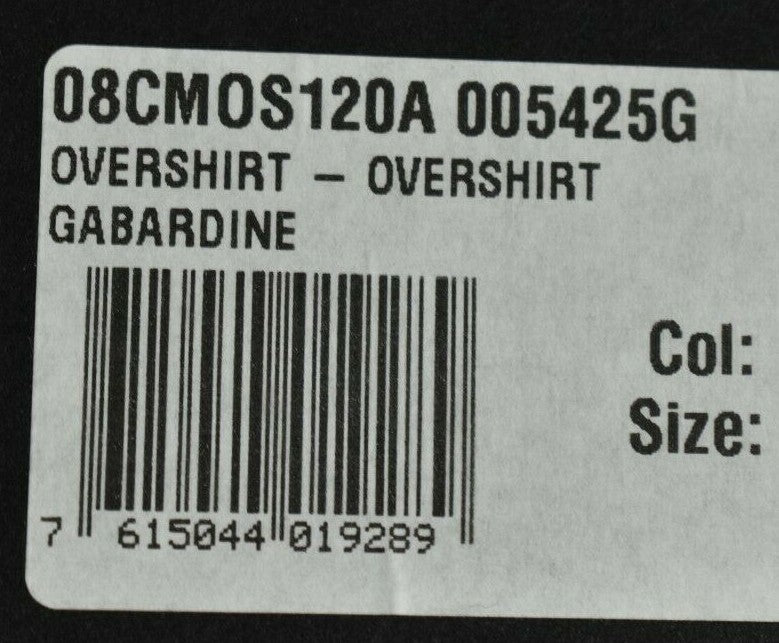 08CMOS120A 005425G
OVERSHIRT – OVERSHIRT
GABARDINE
Col:
Size:
7 615044 019289